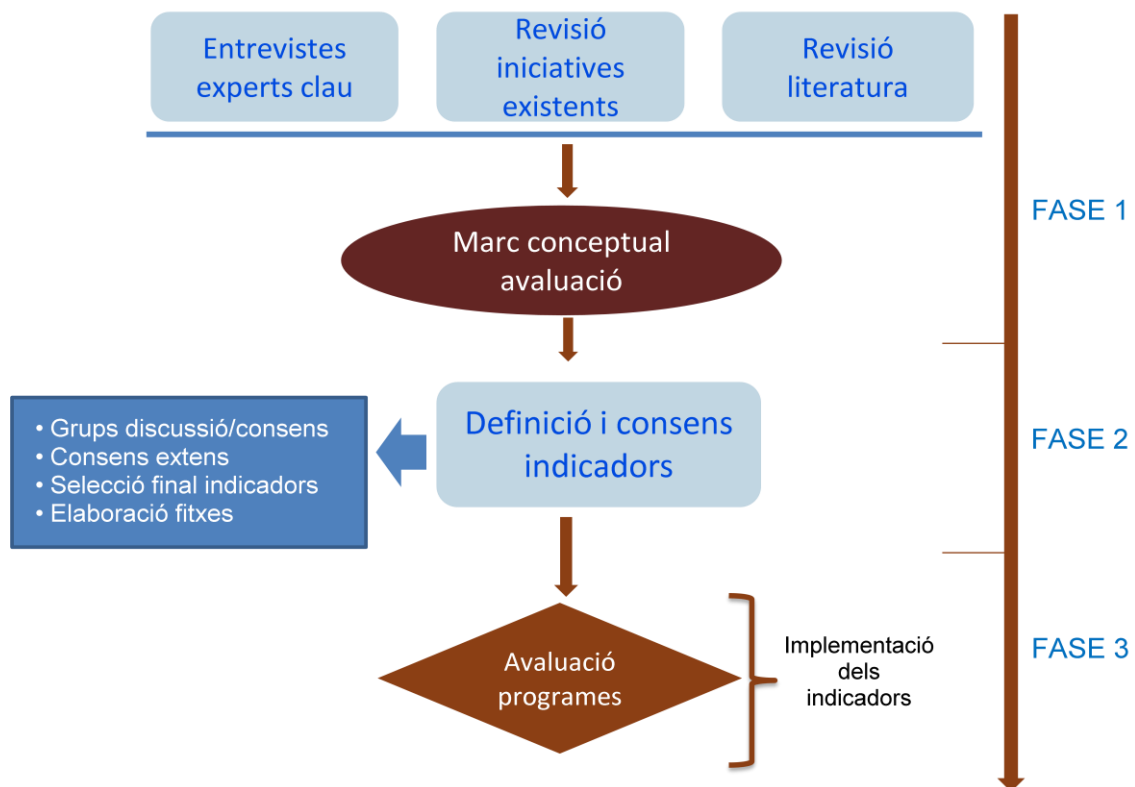 Entrevistes
experts clau
Revisió
iniciatives
existents
Revisió
literatura
FASE 1
Marc conceptual
avaluació
Definició i consens
indicadors
• Grups discussió/consens
• Consens extens
• Selecció final indicadors
• Elaboració fitxes
FASE 2
Avaluació
programes
Implementació
dels
indicadors
FASE 3